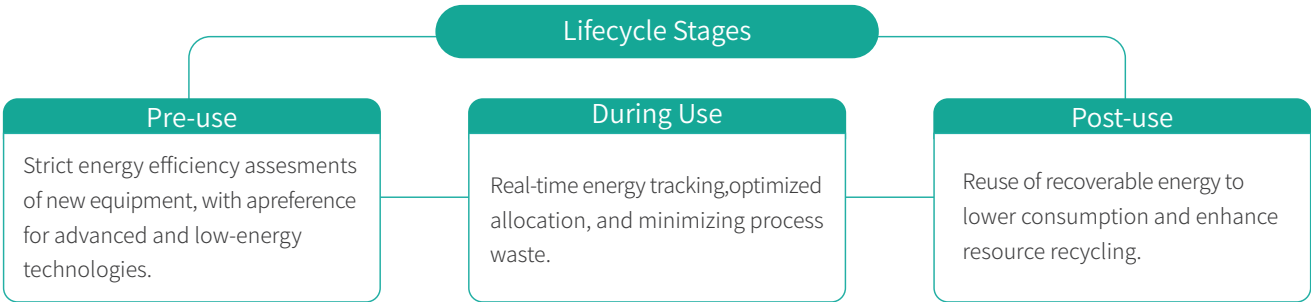 Lifecycle Stages
Pre-use
Strict energy efficiency assesments
of new equipment, with apreference
for advanced and low-energy
technologies.
During Use
Real-time energy tracking,optimized
allocation, and minimizing process
waste.
Post-use
Reuse of recoverable energy to
lower consumption and enhance
resource recycling.